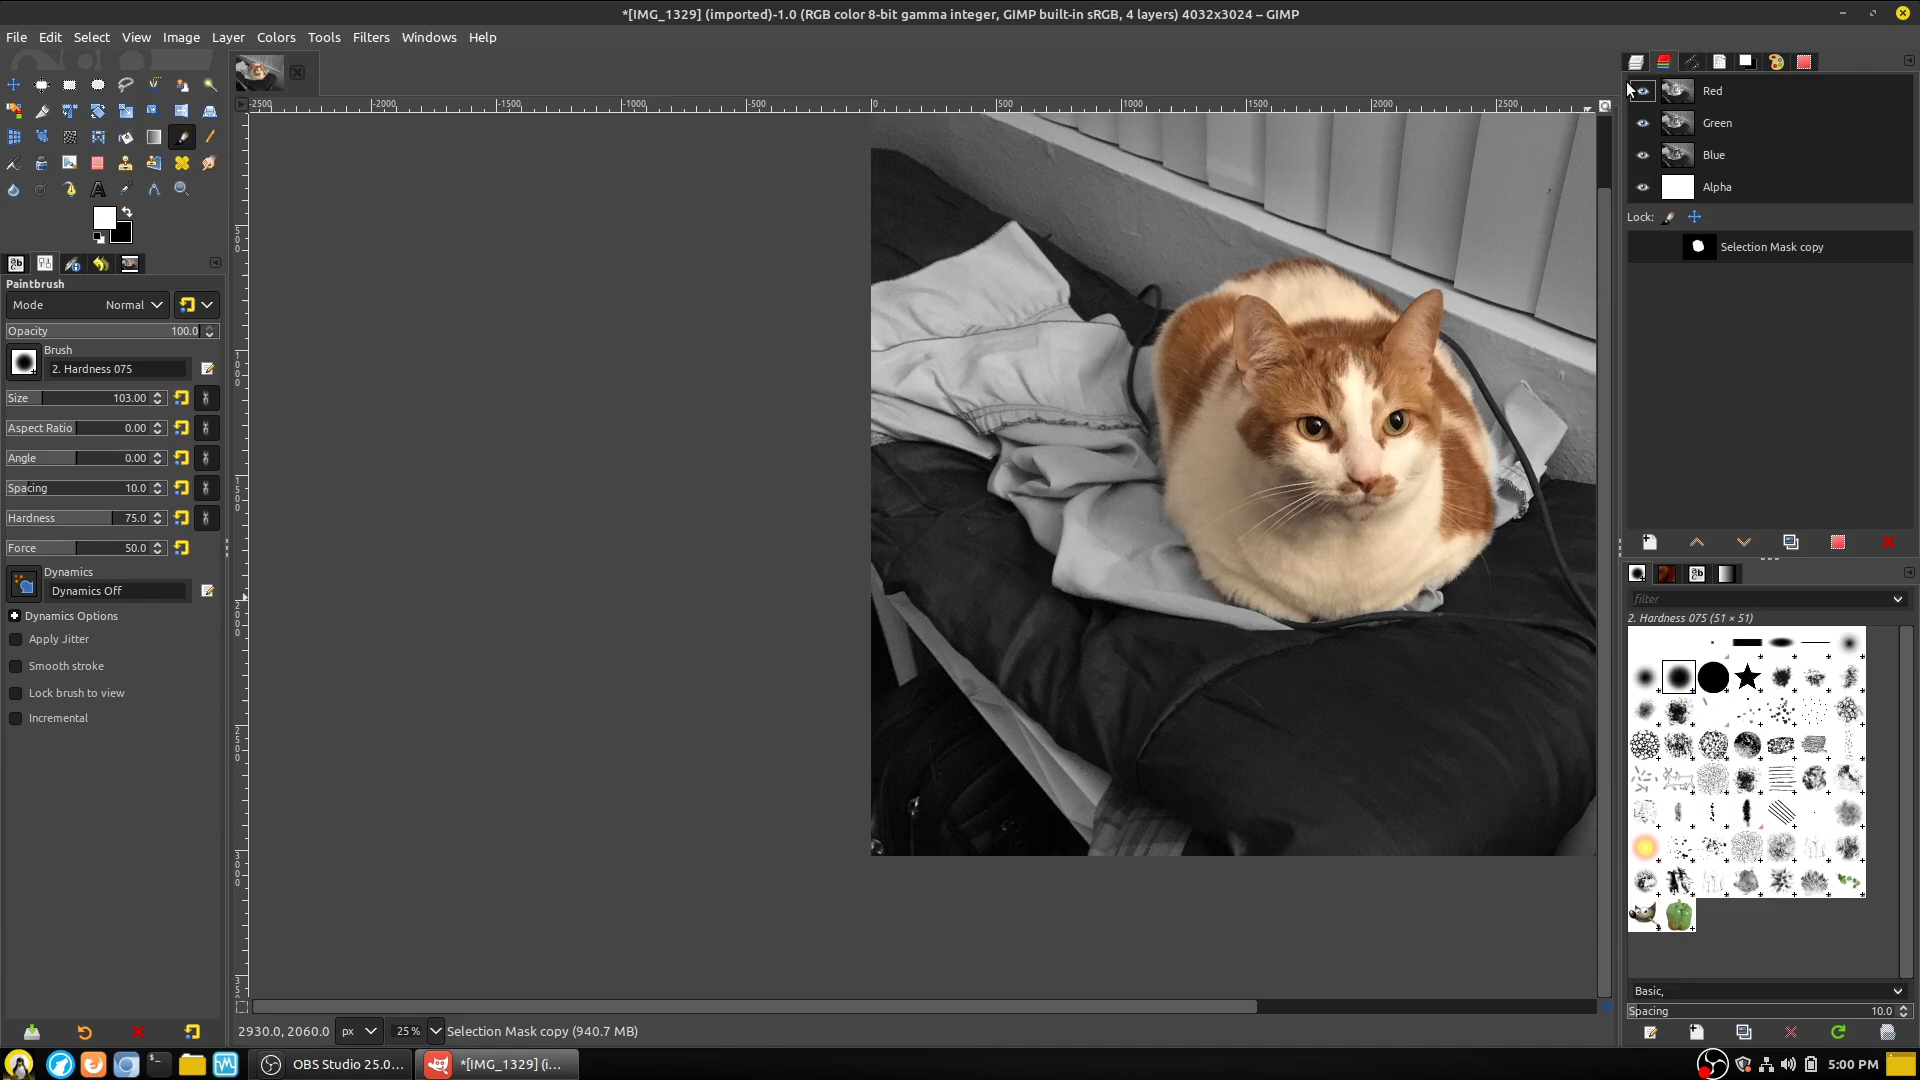 *[IMG_1329] (imported)-1.0 (RGB color 8-bit gamma integer, GIMP built-in sRGB, 4 layers) 4032x3024 – GIMP
File Edit Select View Image Layer Colors Tools Filters Windows Help
-2500 -2000 -1500 -1000 -500 0 500 1000 1500 2000 2500
Red
Green
Blue
Alpha
Lock:
Selection Mask copy
Paintbrush
Mode Normal
Opacity 100.0
Brush
2. Hardness 075
Size 103.00
Aspect Ratio 0.00
Angle 0.00
Spacing 10.0
Hardness 75.0
Force 50.0
Dynamics
Dynamics Off
Dynamics Options
Apply Jitter
Smooth stroke
Lock brush to view
Incremental
500
1000
1500
2000
2500
3000
filter
2. Hardness 075 (51 × 51)
Basic,
Spacing 10.0
2930.0, 2060.0 px 25 % Selection Mask copy (940.7 MB)
OBS Studio 25.0... *[IMG_1329] (i... 5:00 PM